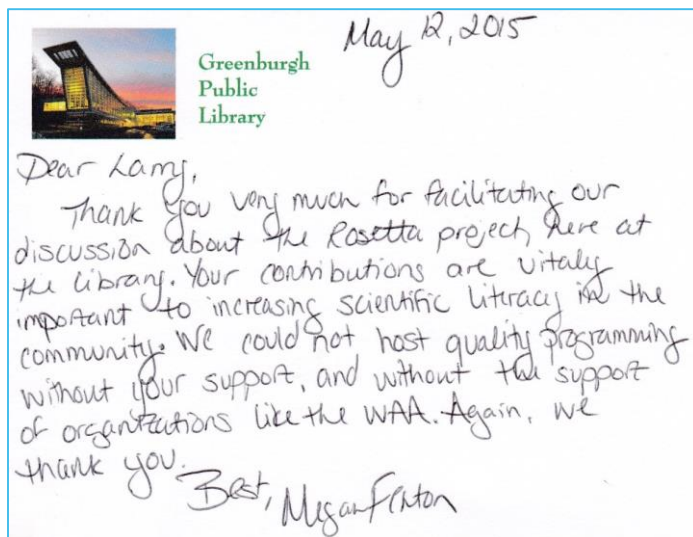 May 12, 2015
Greenburgh
Public
Library
Dear Larry,
Thank you very much for facilitating our
discussion about the Rosetta project, here at
the library. Your contributions are vitaly
important to increasing scientific literacy in the
community. We could not host quality programming
without your support, and without the support
of organizations like the WAA. Again, we
thank you.
Best, Megan Fenton